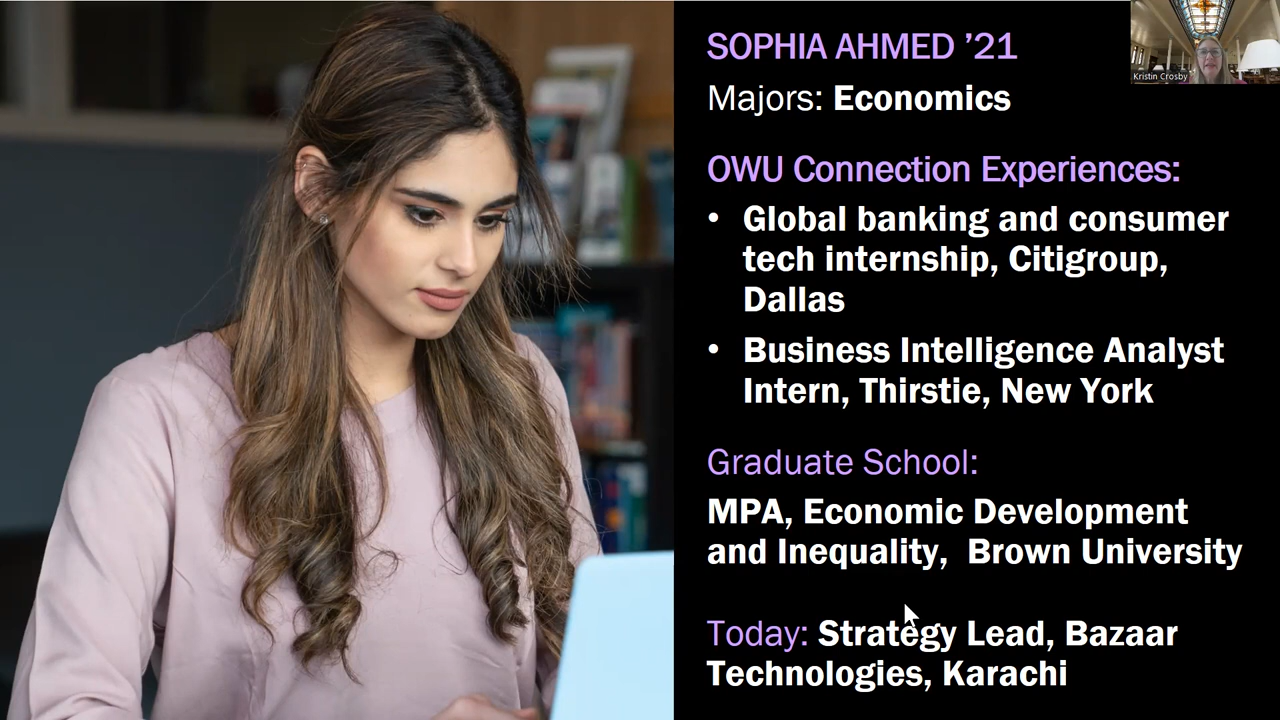 SOPHIA AHMED ’21
Majors: Economics
OWU Connection Experiences:
• Global banking and consumer
tech internship, Citigroup,
Dallas
• Business Intelligence Analyst
Intern, Thirstie, New York
Graduate School:
MPA, Economic Development
and Inequality,  Brown University
Today: Strategy Lead, Bazaar
Technologies, Karachi
Kristin Crosby